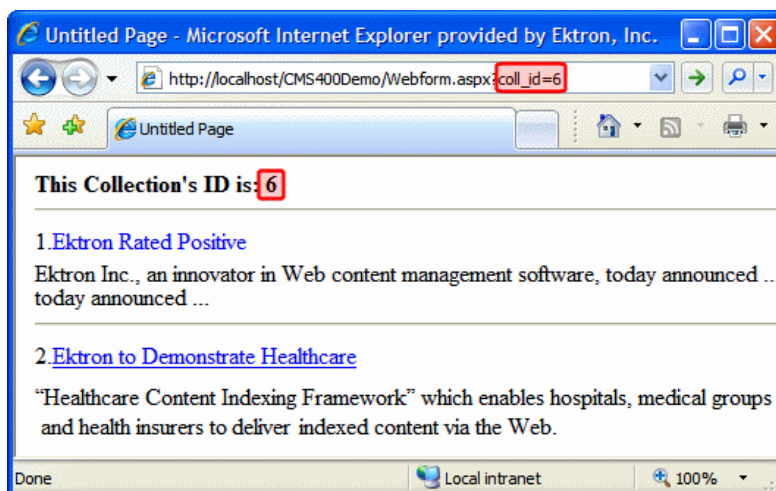 Untitled Page - Microsoft Internet Explorer provided by Ektron, Inc.
http://localhost/CMS400Demo/Webform.aspx?coll_id=6
Untitled Page
This Collection's ID is: 6
1.Ektron Rated Positive
Ektron Inc., an innovator in Web content management software, today announced ...
today announced ...
2.Ektron to Demonstrate Healthcare
“Healthcare Content Indexing Framework” which enables hospitals, medical groups
and health insurers to deliver indexed content via the Web.
Done Local intranet 100%